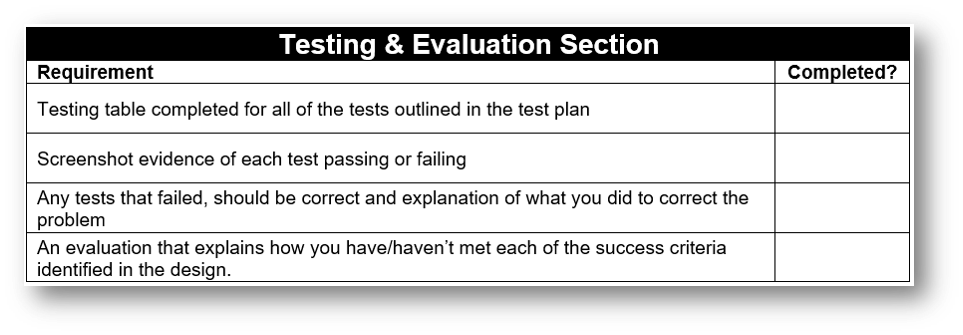 Testing & Evaluation Section
Requirement Completed?
Testing table completed for all of the tests outlined in the test plan
Screenshot evidence of each test passing or failing
Any tests that failed, should be correct and explanation of what you did to correct the
problem
An evaluation that explains how you have/haven’t met each of the success criteria
identified in the design.